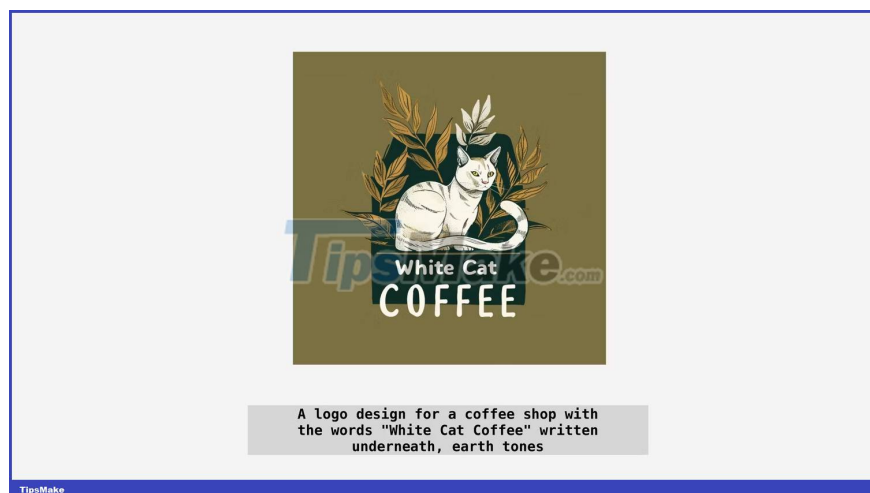 White Cat
COFFEE
TipsMake.com
A logo design for a coffee shop with
the words "White Cat Coffee" written
underneath, earth tones
TipsMake